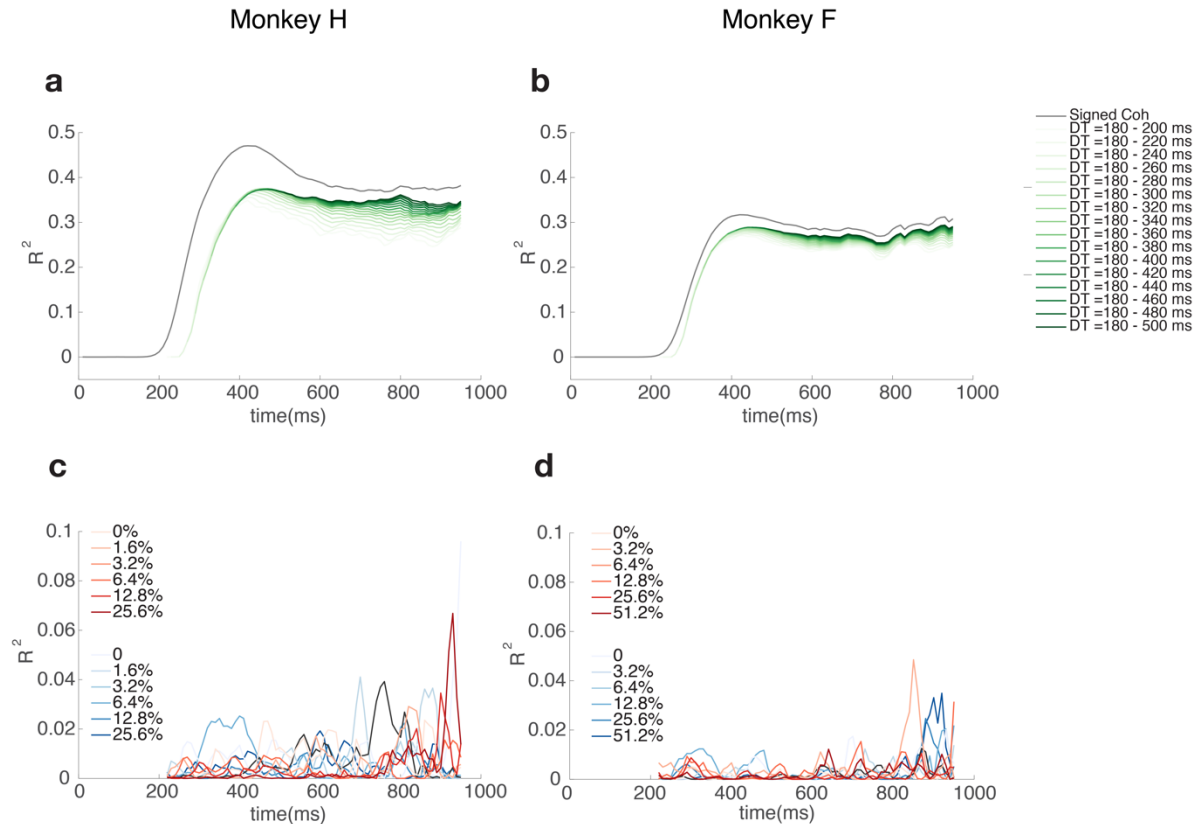 Monkey H
Monkey F
a
b
0.5
0.4
0.3
0.2
0.1
0
R²
0
200
400
600
800
1000
time(ms)
0.5
0.4
0.3
0.2
0.1
0
R²
0
200
400
600
800
1000
time(ms)
Signed Coh
DT =180 - 200 ms
DT =180 - 220 ms
DT =180 - 240 ms
DT =180 - 260 ms
DT =180 - 280 ms
DT =180 - 300 ms
DT =180 - 320 ms
DT =180 - 340 ms
DT =180 - 360 ms
DT =180 - 380 ms
DT =180 - 400 ms
DT =180 - 420 ms
DT =180 - 440 ms
DT =180 - 460 ms
DT =180 - 480 ms
DT =180 - 500 ms
c
d
0.1
0.08
0.06
0.04
0.02
0
R²
0%
1.6%
3.2%
6.4%
12.8%
25.6%
0
1.6%
3.2%
6.4%
12.8%
25.6%
0
200
400
600
800
1000
time(ms)
0.1
0.08
0.06
0.04
0.02
0
R²
0%
3.2%
6.4%
12.8%
25.6%
51.2%
0
3.2%
6.4%
12.8%
25.6%
51.2%
0
200
400
600
800
1000
time(ms)